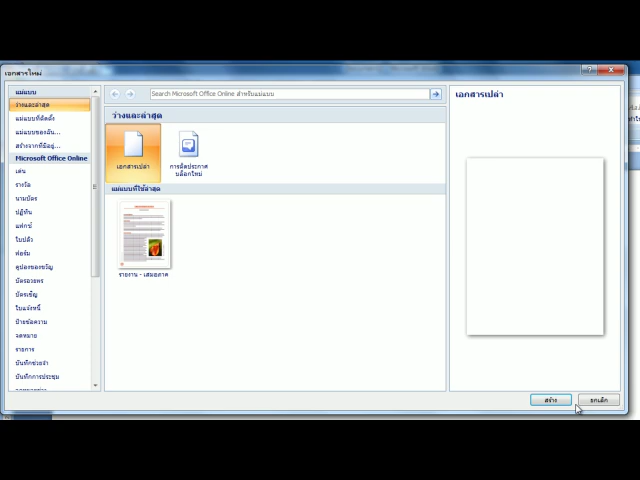 เอกสารใหม่
แม่แบบ
ว่างและล่าสุด
แม่แบบที่ติดตั้ง
แม่แบบของฉัน...
สร้างจากที่มีอยู่...
Microsoft Office Online
เด่น
รางวัล
นามบัตร
ปฏิทิน
แฟกซ์
ใบปลิว
ฟอร์ม
คูปองของขวัญ
บัตรอวยพร
บัตรเชิญ
ใบแจ้งหนี้
ป้ายข้อความ
จดหมาย
รายการ
บันทึกช่วยจำ
บันทึกการประชุม
Search Microsoft Office Online สำหรับแม่แบบ
ว่างและล่าสุด
เอกสารเปล่า
การติดประกาศ
บล็อกใหม่
แม่แบบที่ใช้ล่าสุด
รายงาน - เสมอภาค
เอกสารเปล่า
สร้าง
ยกเลิก